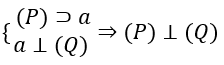 {(P) ⊃ a
a ⊥ (Q) ⇒ (P) ⊥ (Q)